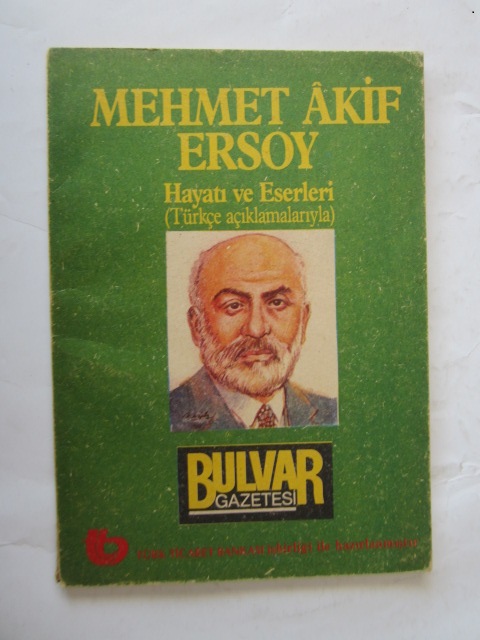 MEHMET ÂKİF
ERSOY
Hayatı ve Eserleri
(Türkçe açıklamalarıyla)
BULVAR
GAZETESİ